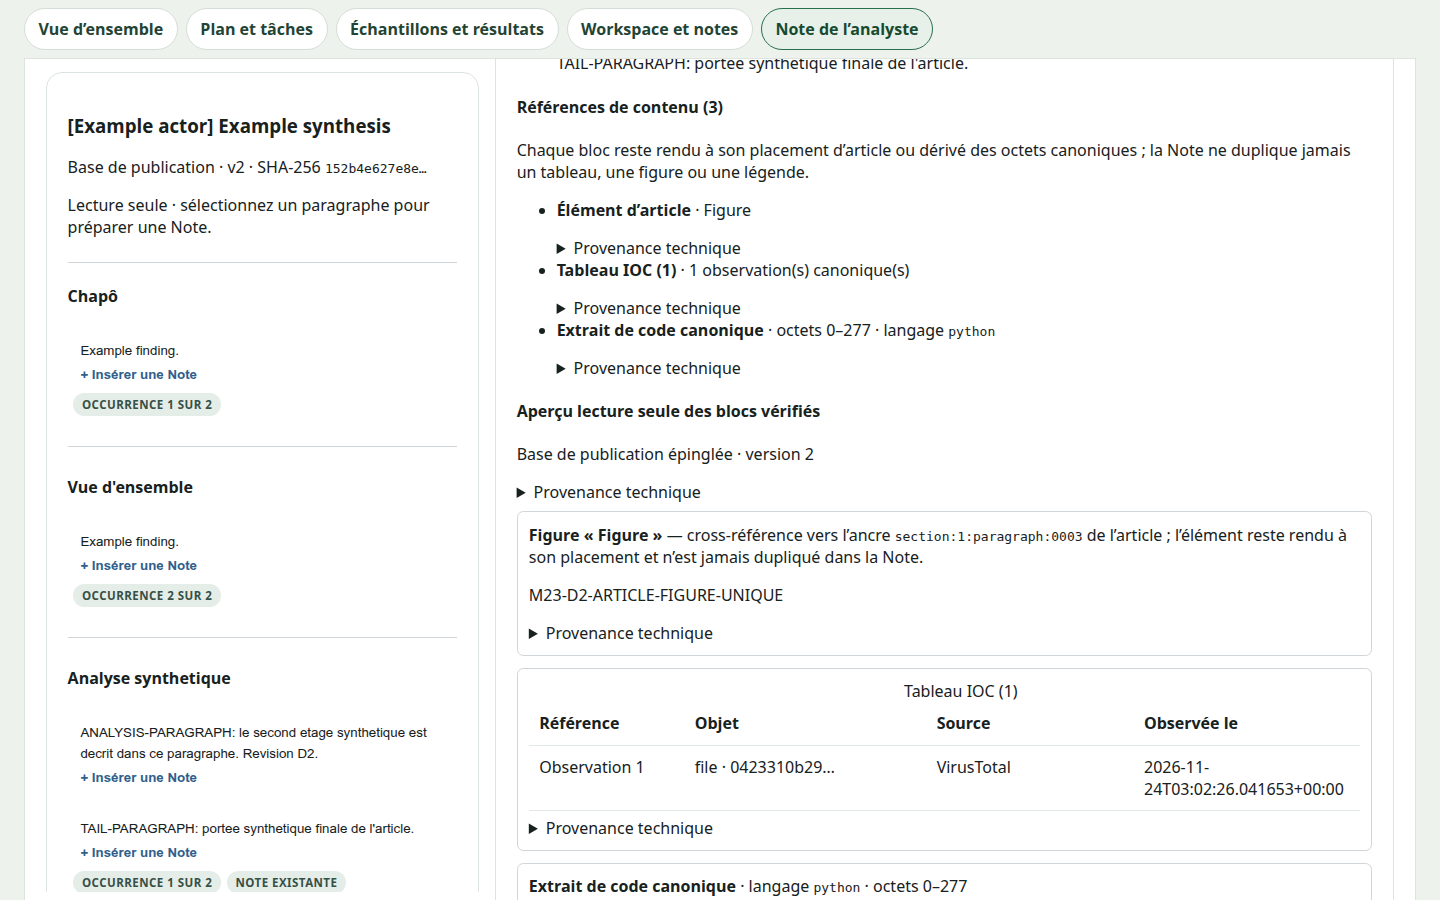 Vue d’ensemble
Plan et tâches
Échantillons et résultats
Workspace et notes
Note de l’analyste
[Example actor] Example synthesis
Base de publication · v2 · SHA-256 152b4e627e8e…
Lecture seule · sélectionnez un paragraphe pour
préparer une Note.
Chapô
Example finding.
+ Insérer une Note
OCCURRENCE 1 SUR 2
Vue d'ensemble
Example finding.
+ Insérer une Note
OCCURRENCE 2 SUR 2
Analyse synthetique
ANALYSIS-PARAGRAPH: le second etage synthetique est
decrit dans ce paragraphe. Revision D2.
+ Insérer une Note
TAIL-PARAGRAPH: portee synthetique finale de l'article.
+ Insérer une Note
OCCURRENCE 1 SUR 2
NOTE EXISTANTE
TAIL-PARAGRAPH: portee synthetique finale de l'article.
Références de contenu (3)
Chaque bloc reste rendu à son placement d’article ou dérivé des octets canoniques ; la Note ne duplique jamais
un tableau, une figure ou une légende.
• Élément d’article · Figure
▶ Provenance technique
• Tableau IOC (1) · 1 observation(s) canonique(s)
▶ Provenance technique
• Extrait de code canonique · octets 0–277 · langage python
▶ Provenance technique
Aperçu lecture seule des blocs vérifiés
Base de publication épinglée · version 2
▶ Provenance technique
Figure « Figure » — cross-référence vers l’ancre section:1:paragraph:0003 de l’article ; l’élément reste rendu à
son placement et n’est jamais dupliqué dans la Note.
M23-D2-ARTICLE-FIGURE-UNIQUE
▶ Provenance technique
Tableau IOC (1)
Référence Objet Source Observée le
Observation 1 file · 0423310b29… VirusTotal 2026-11-
24T03:02:26.041653+00:00
▶ Provenance technique
Extrait de code canonique · langage python · octets 0–277